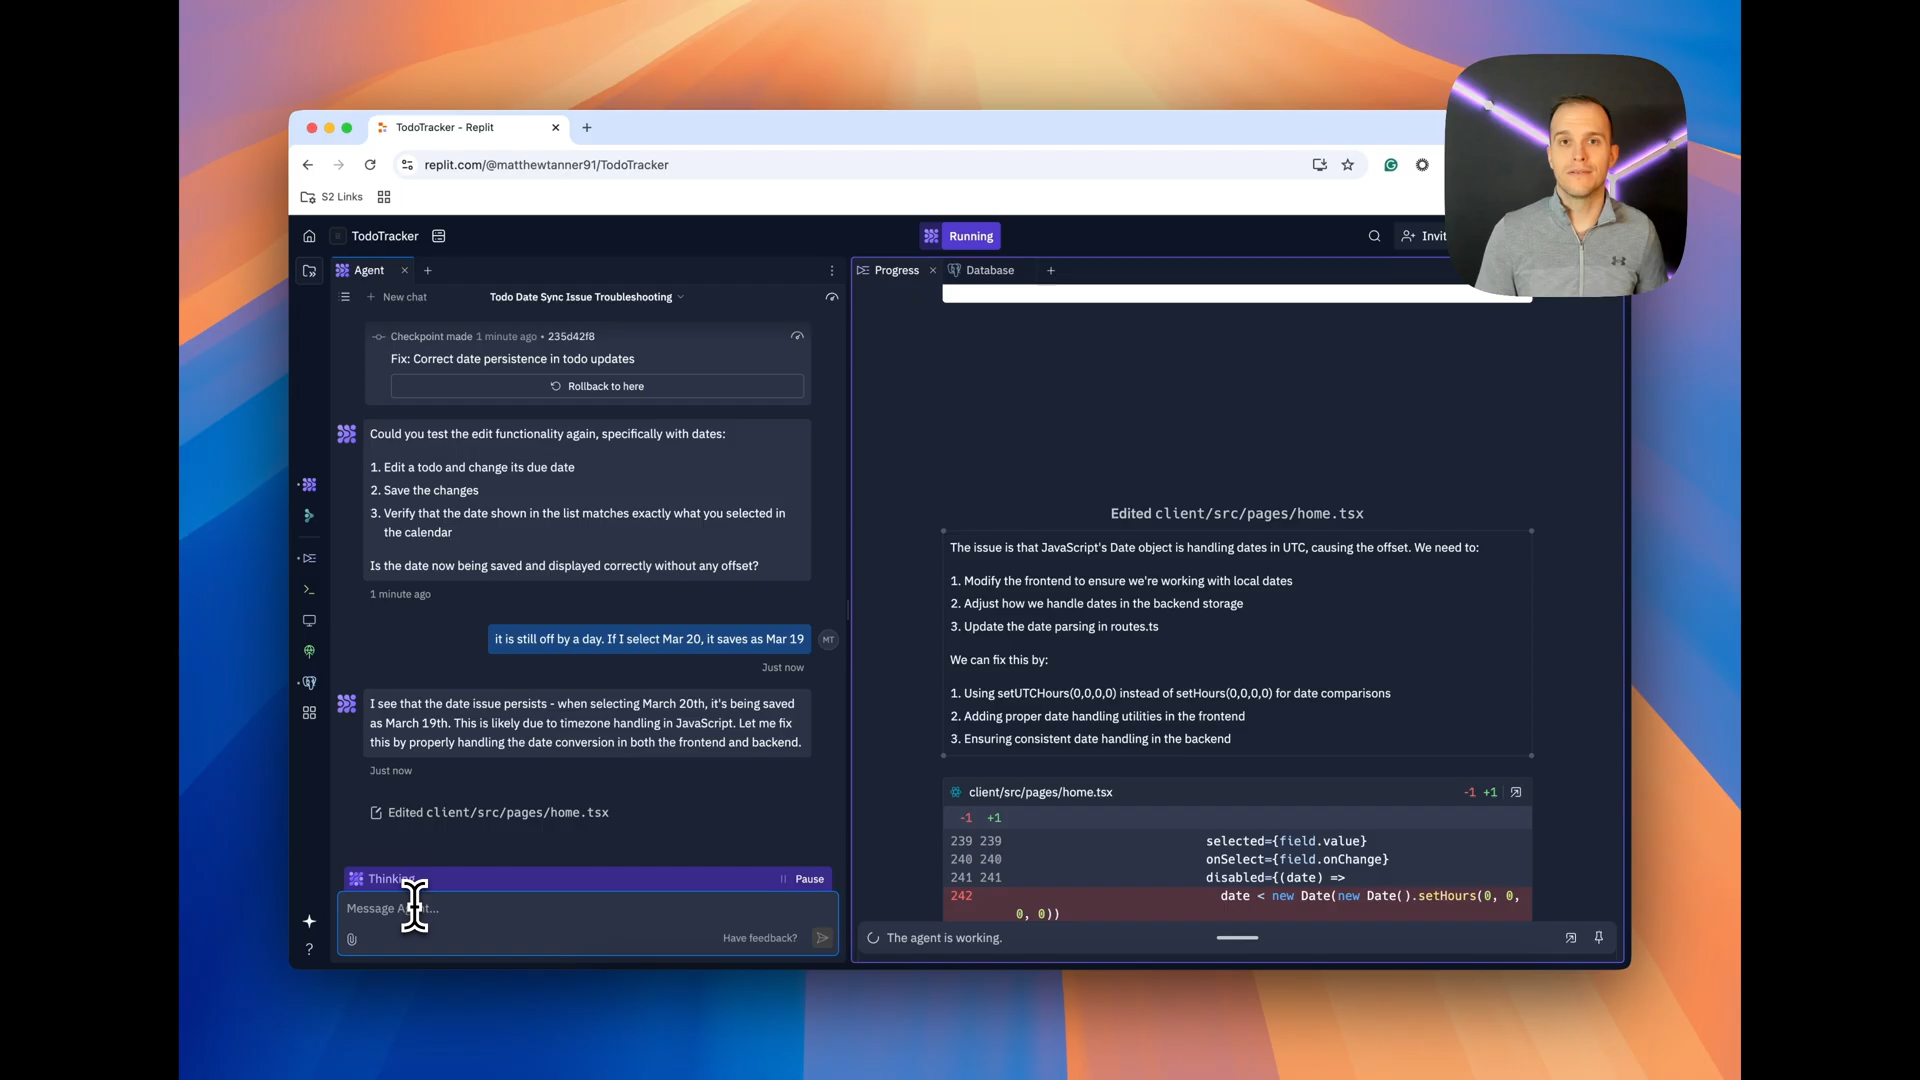 TodoTracker - Replit
replit.com/@matthewtanner91/TodoTracker
S2 Links
TodoTracker
Running
Invit
Agent
Progress
Database
New chat
Todo Date Sync Issue Troubleshooting
Checkpoint made 1 minute ago • 235d42f8
Fix: Correct date persistence in todo updates
Rollback to here
Could you test the edit functionality again, specifically with dates:
1. Edit a todo and change its due date
2. Save the changes
3. Verify that the date shown in the list matches exactly what you selected in
the calendar
Is the date now being saved and displayed correctly without any offset?
1 minute ago
it is still off by a day. If I select Mar 20, it saves as Mar 19
MT
Just now
I see that the date issue persists - when selecting March 20th, it's being saved
as March 19th. This is likely due to timezone handling in JavaScript. Let me fix
this by properly handling the date conversion in both the frontend and backend.
Just now
Edited client/src/pages/home.tsx
Thinking
Pause
Message Agent...
Have feedback?
Edited client/src/pages/home.tsx
The issue is that JavaScript's Date object is handling dates in UTC, causing the offset. We need to:
1. Modify the frontend to ensure we're working with local dates
2. Adjust how we handle dates in the backend storage
3. Update the date parsing in routes.ts
We can fix this by:
1. Using setUTCHours(0,0,0,0) instead of setHours(0,0,0,0) for date comparisons
2. Adding proper date handling utilities in the frontend
3. Ensuring consistent date handling in the backend
client/src/pages/home.tsx
-1 +1
-1 +1
239 239 selected={field.value}
240 240 onSelect={field.onChange}
241 241 disabled={(date) =>
242 date < new Date(new Date().setHours(0, 0,
0, 0))
The agent is working.